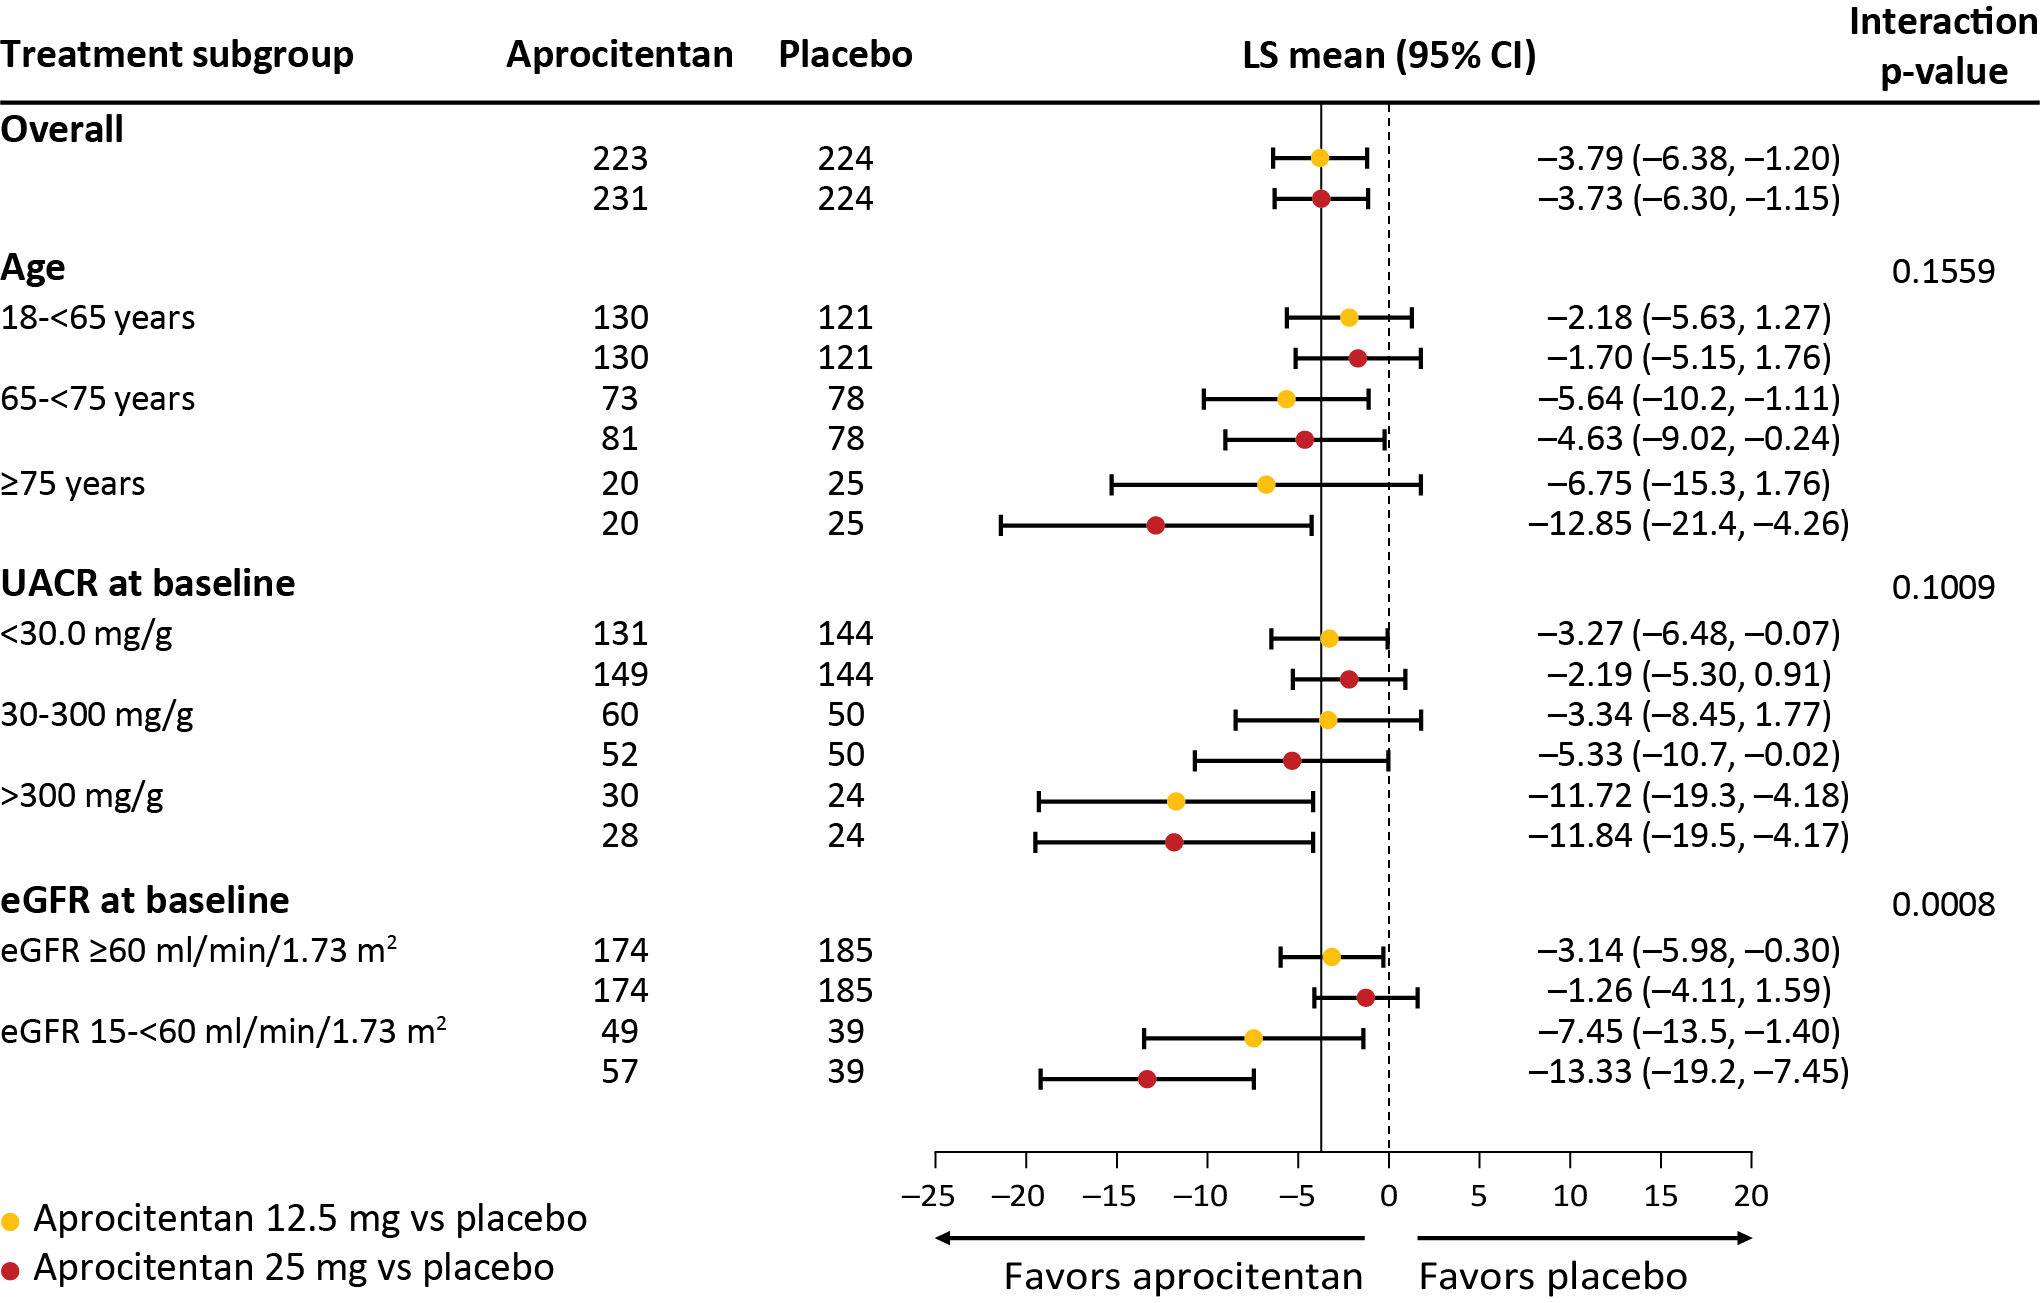 Treatment subgroup Aprocitentan Placebo LS mean (95% CI) Interaction p-value
Overall
223 224 –3.79 (–6.38, –1.20)
231 224 –3.73 (–6.30, –1.15)
Age 0.1559
18-<65 years 130 121 –2.18 (–5.63, 1.27)
130 121 –1.70 (–5.15, 1.76)
65-<75 years 73 78 –5.64 (–10.2, –1.11)
81 78 –4.63 (–9.02, –0.24)
≥75 years 20 25 –6.75 (–15.3, 1.76)
20 25 –12.85 (–21.4, –4.26)
UACR at baseline 0.1009
<30.0 mg/g 131 144 –3.27 (–6.48, –0.07)
149 144 –2.19 (–5.30, 0.91)
30-300 mg/g 60 50 –3.34 (–8.45, 1.77)
52 50 –5.33 (–10.7, –0.02)
>300 mg/g 30 24 –11.72 (–19.3, –4.18)
28 24 –11.84 (–19.5, –4.17)
eGFR at baseline 0.0008
eGFR ≥60 ml/min/1.73 m² 174 185 –3.14 (–5.98, –0.30)
174 185 –1.26 (–4.11, 1.59)
eGFR 15-<60 ml/min/1.73 m² 49 39 –7.45 (–13.5, –1.40)
57 39 –13.33 (–19.2, –7.45)
–25 –20 –15 –10 –5 0 5 10 15 20
Aprocitentan 12.5 mg vs placebo
Aprocitentan 25 mg vs placebo
Favors aprocitentan Favors placebo